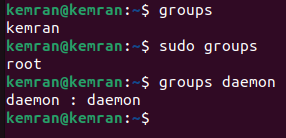 kemran@kemran:~$ groups
kemran
kemran@kemran:~$ sudo groups
root
kemran@kemran:~$ groups daemon
daemon : daemon
kemran@kemran:~$